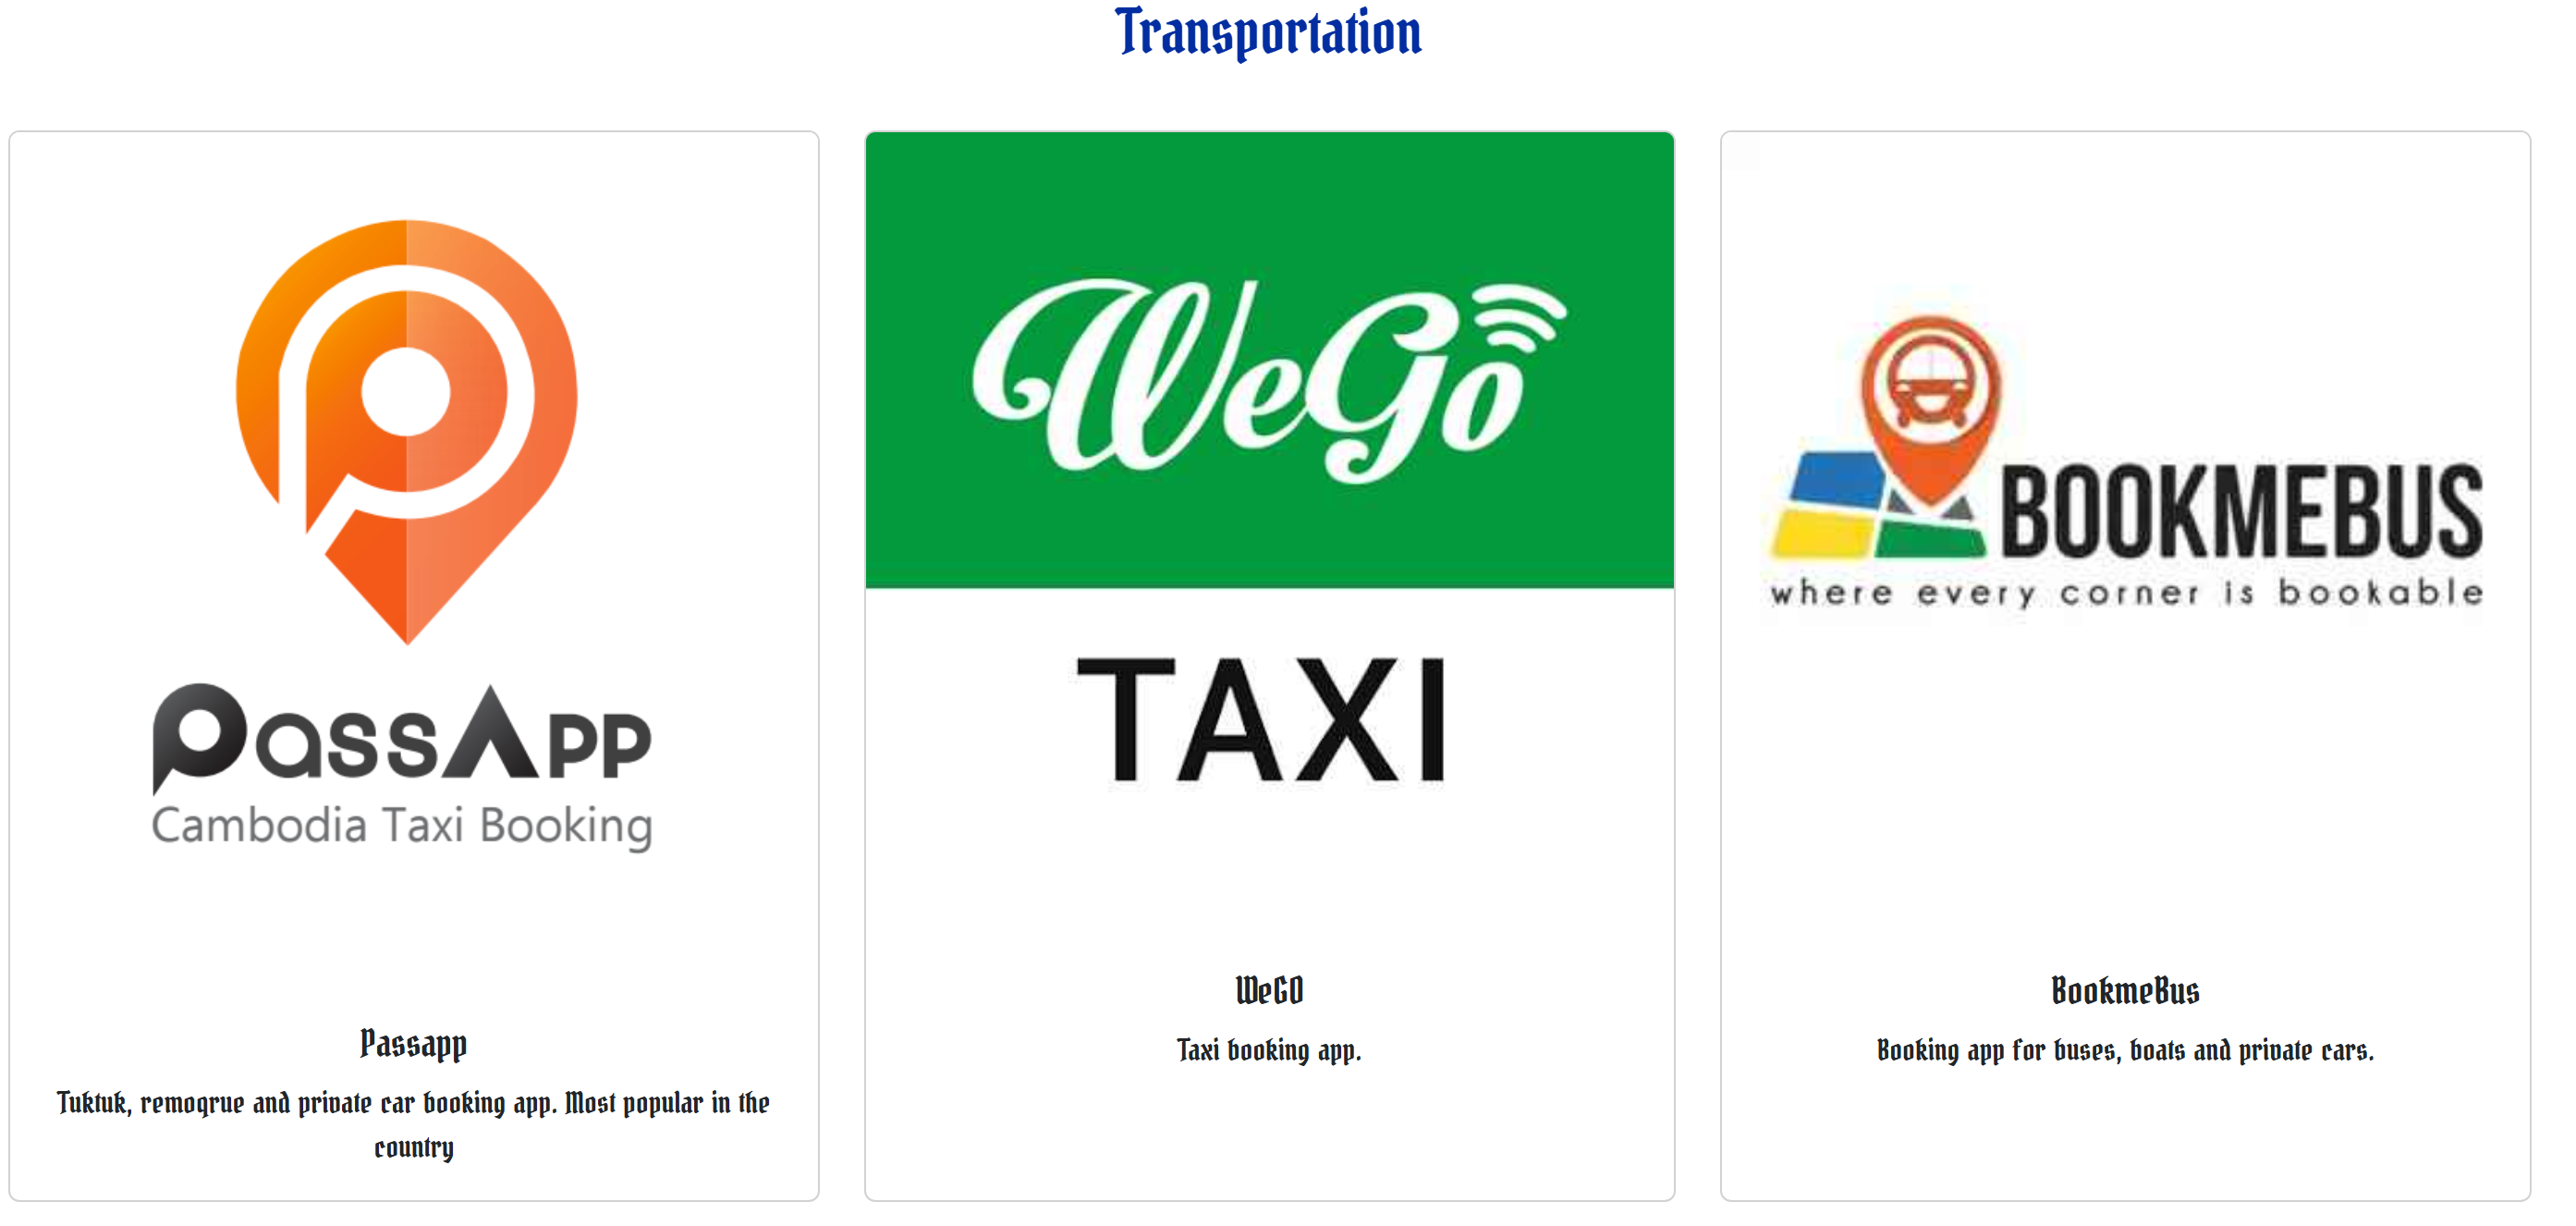 Transportation
PassApp
Cambodia Taxi Booking
Passapp
Tuktuk, remoqrue and private car booking app. Most popular in the
country
WeGo
TAXI
WeGO
Taxi booking app.
BOOKMEBUS
where every corner is bookable
BookmeBus
Booking app for buses, boats and private cars.